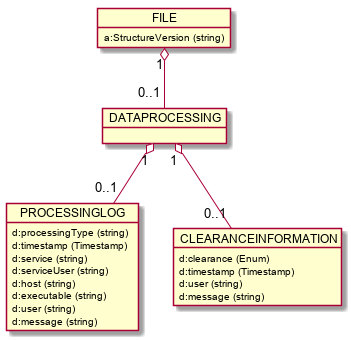 FILE
a:StructureVersion (string)
1
0..1
DATAPROCESSING
1
1
0..1
0..1
PROCESSINGLOG
d:processingType (string)
d:timestamp (Timestamp)
d:service (string)
d:serviceUser (string)
d:host (string)
d:executable (string)
d:user (string)
d:message (string)
CLEARANCEINFORMATION
d:clearance (Enum)
d:timestamp (Timestamp)
d:user (string)
d:message (string)